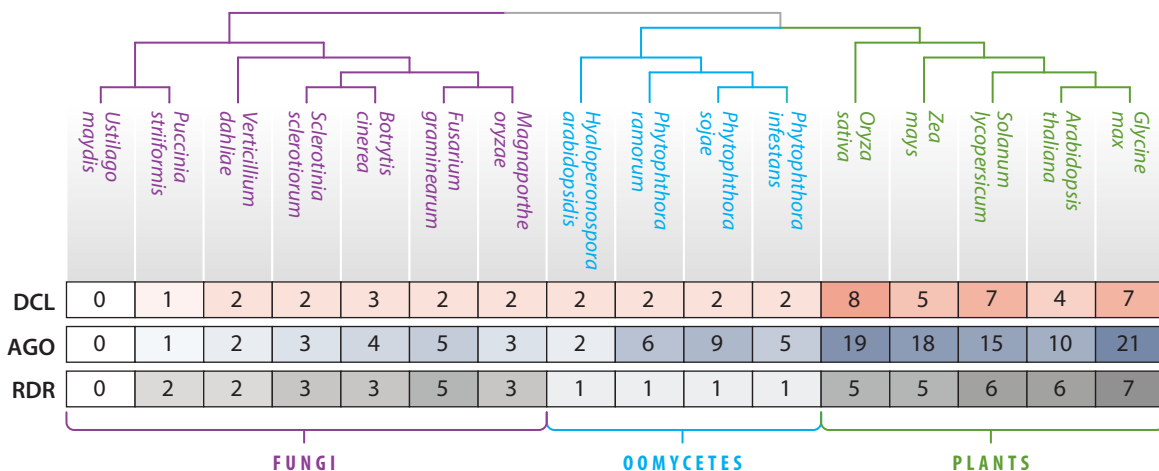 Ustilago
maydis
Puccinia
striiformis
Verticillium
dahliae
Sclerotinia
sclerotiorum
Botrytis
cinerea
Fusarium
graminearum
Magnaporthe
oryzae
Hyaloperonospora
arabidopsidis
Phytophthora
ramorum
Phytophthora
sojae
Phytophthora
infestans
Oryza
sativa
Zea
mays
Solanum
lycopersicum
Arabidopsis
thaliana
Glycine
max
DCL 0 1 2 2 3 2 2 2 2 2 2 8 5 7 4 7
AGO 0 1 2 3 4 5 3 2 6 9 5 19 18 15 10 21
RDR 0 2 2 3 3 5 3 1 1 1 1 5 5 6 6 7
FUNGI OOMYCETES PLANTS